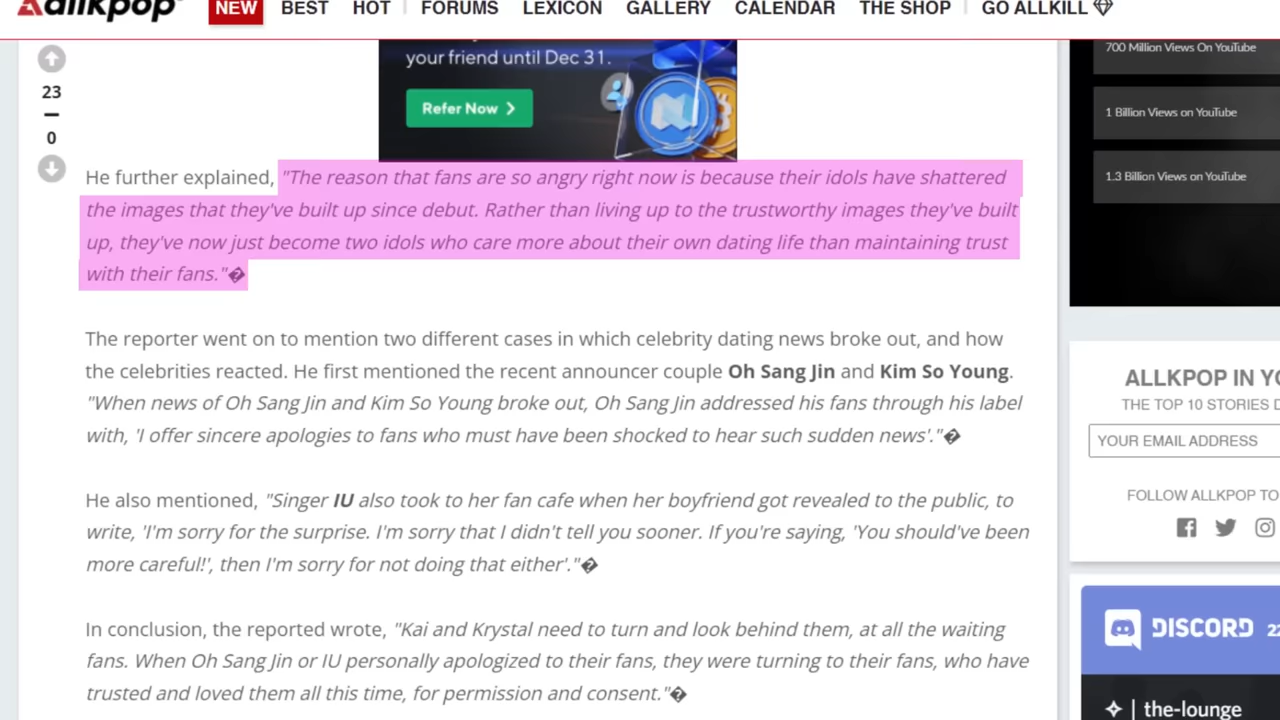 allkpop
NEW BEST HOT FORUMS LEXICON GALLERY CALENDAR THE SHOP GO ALLKILL
your friend until Dec 31.
Refer Now
23
0
He further explained, "The reason that fans are so angry right now is because their idols have shattered
the images that they've built up since debut. Rather than living up to the trustworthy images they've built
up, they've now just become two idols who care more about their own dating life than maintaining trust
with their fans."�
The reporter went on to mention two different cases in which celebrity dating news broke out, and how
the celebrities reacted. He first mentioned the recent announcer couple Oh Sang Jin and Kim So Young.
"When news of Oh Sang Jin and Kim So Young broke out, Oh Sang Jin addressed his fans through his label
with, 'I offer sincere apologies to fans who must have been shocked to hear such sudden news'."�
He also mentioned, "Singer IU also took to her fan cafe when her boyfriend got revealed to the public, to
write, 'I'm sorry for the surprise. I'm sorry that I didn't tell you sooner. If you're saying, 'You should've been
more careful!', then I'm sorry for not doing that either'."�
In conclusion, the reported wrote, "Kai and Krystal need to turn and look behind them, at all the waiting
fans. When Oh Sang Jin or IU personally apologized to their fans, they were turning to their fans, who have
trusted and loved them all this time, for permission and consent."�
700 Million Views On YouTube
1 Billion Views on YouTube
1.3 Billion Views on YouTube
ALLKPOP IN
THE TOP 10 STORIES
YOUR EMAIL ADDRESS
FOLLOW ALLKPOP TO
DISCORD
the-lounge